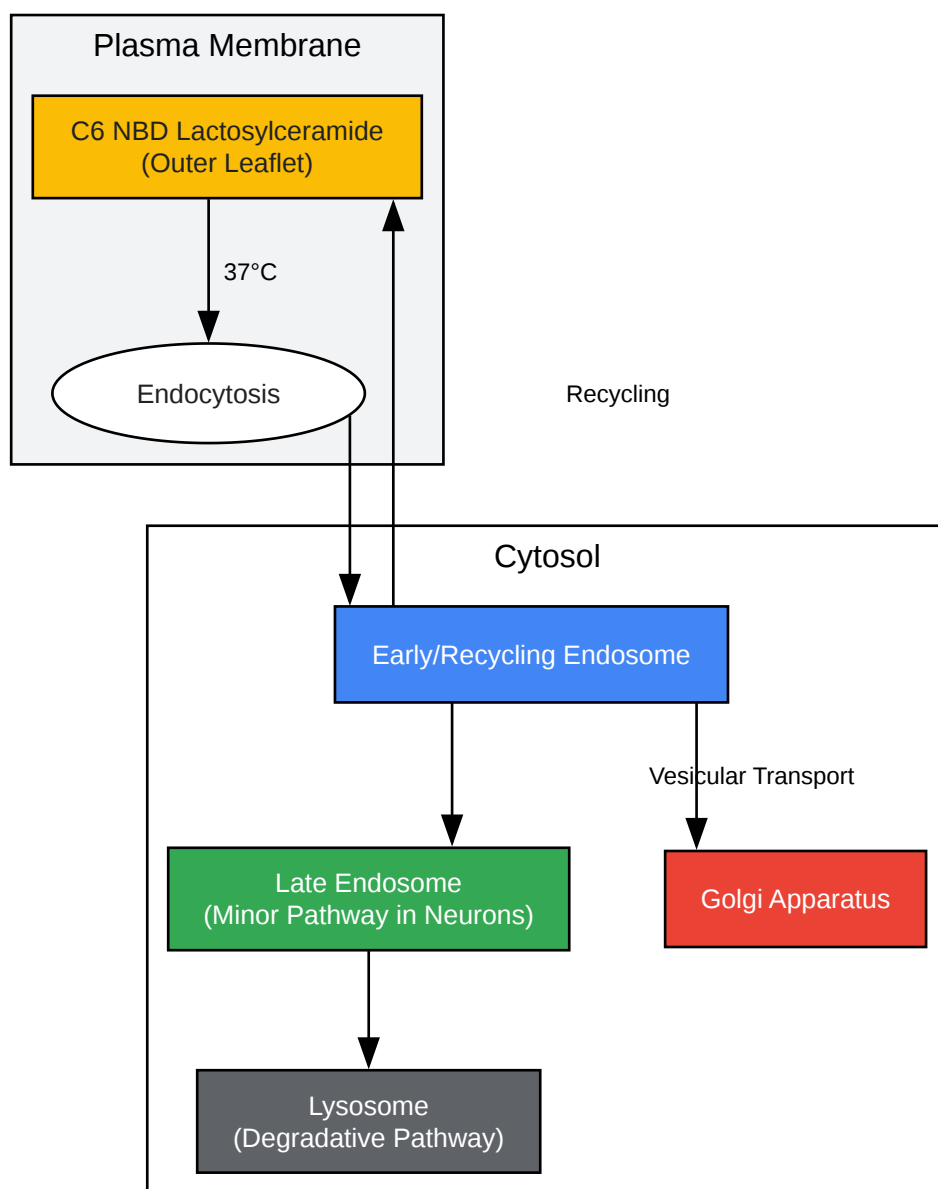 Plasma Membrane
C6 NBD Lactosylceramide
(Outer Leaflet)
37°C
Endocytosis
Recycling
Cytosol
Early/Recycling Endosome
Vesicular Transport
Late Endosome
(Minor Pathway in Neurons)
Golgi Apparatus
Lysosome
(Degradative Pathway)